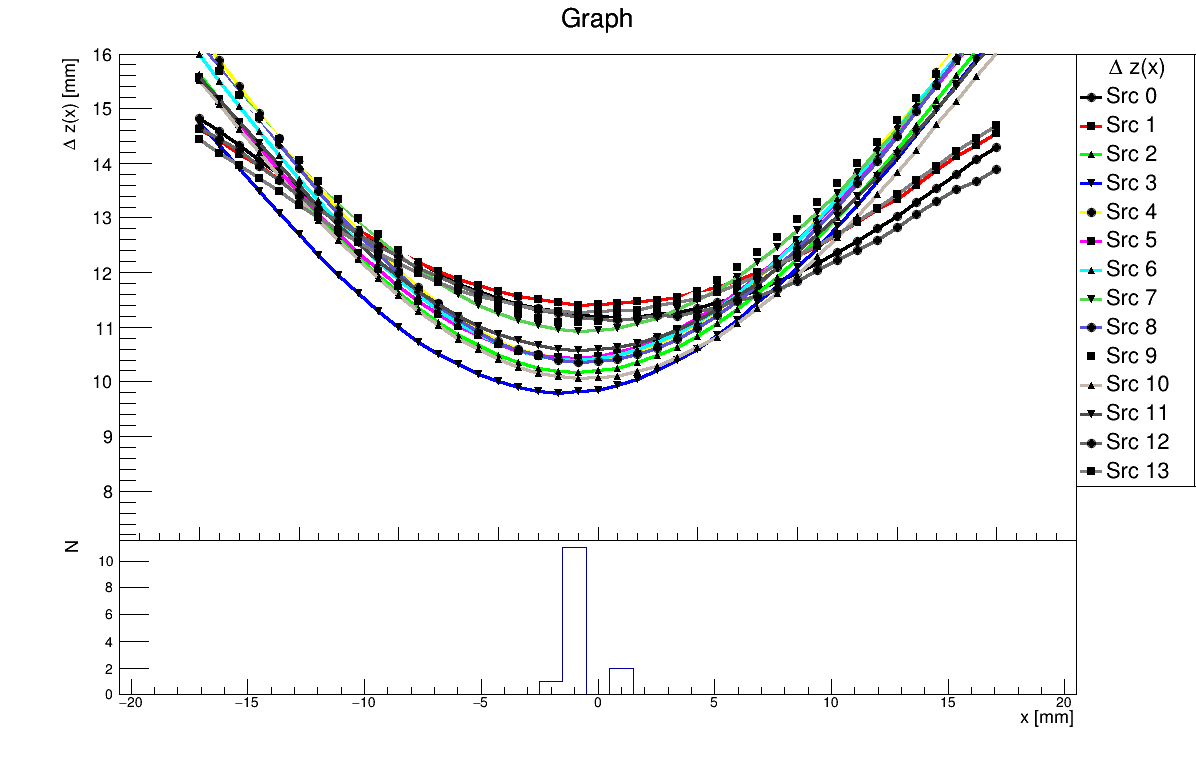 Graph
Δ z(x) [mm]
16
15
14
13
12
11
10
9
8
Δ z(x)
Src 0
Src 1
Src 2
Src 3
Src 4
Src 5
Src 6
Src 7
Src 8
Src 9
Src 10
Src 11
Src 12
Src 13
N
10
8
6
4
2
0
−20 −15 −10 −5 0 5 10 15 20
x [mm]